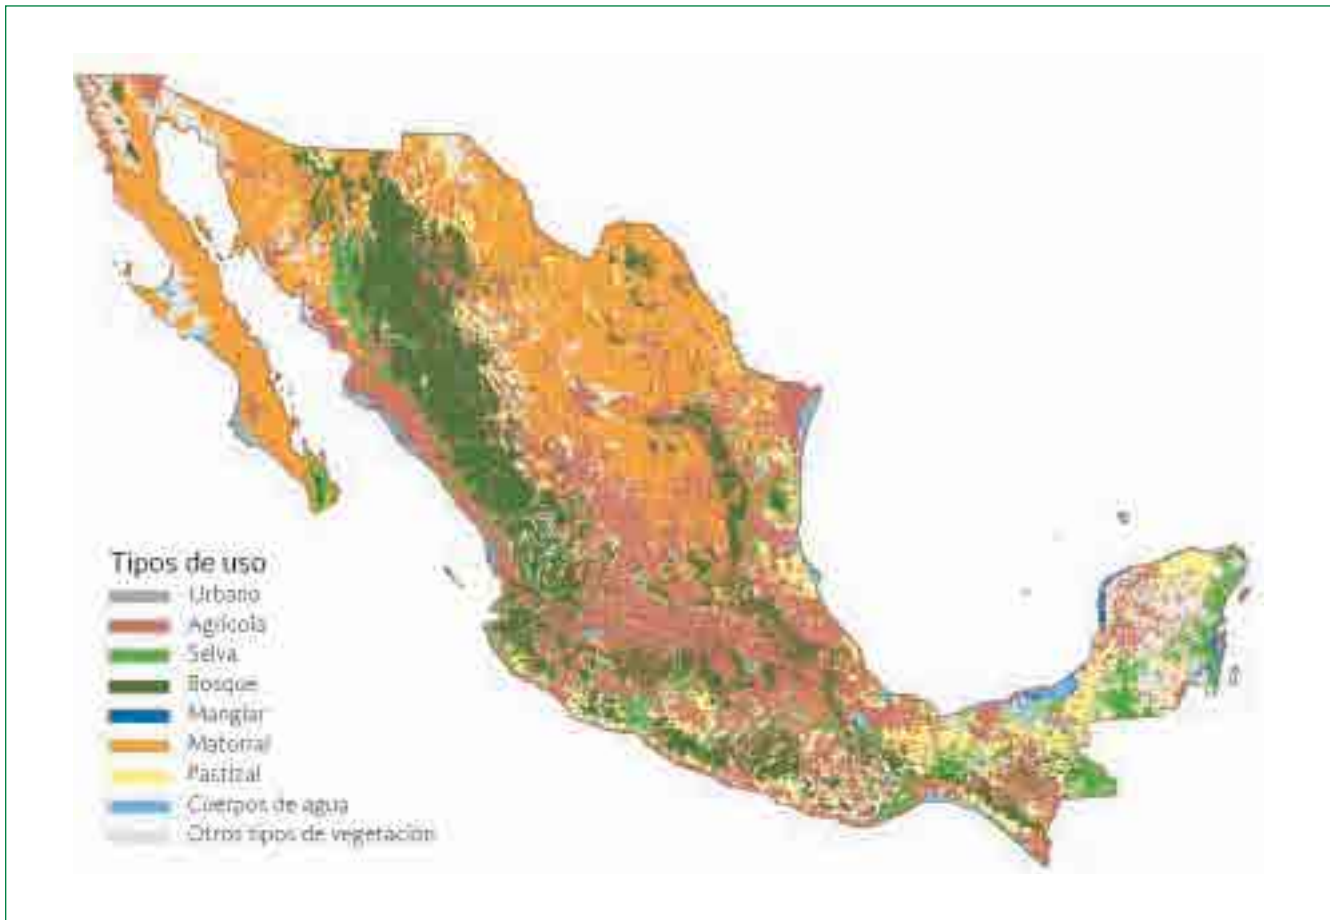 Tipos de uso
Urbano
Agrícola
Selva
Bosque
Manglar
Matorral
Pastizal
Cuerpos de agua
Otros tipos de vegetación